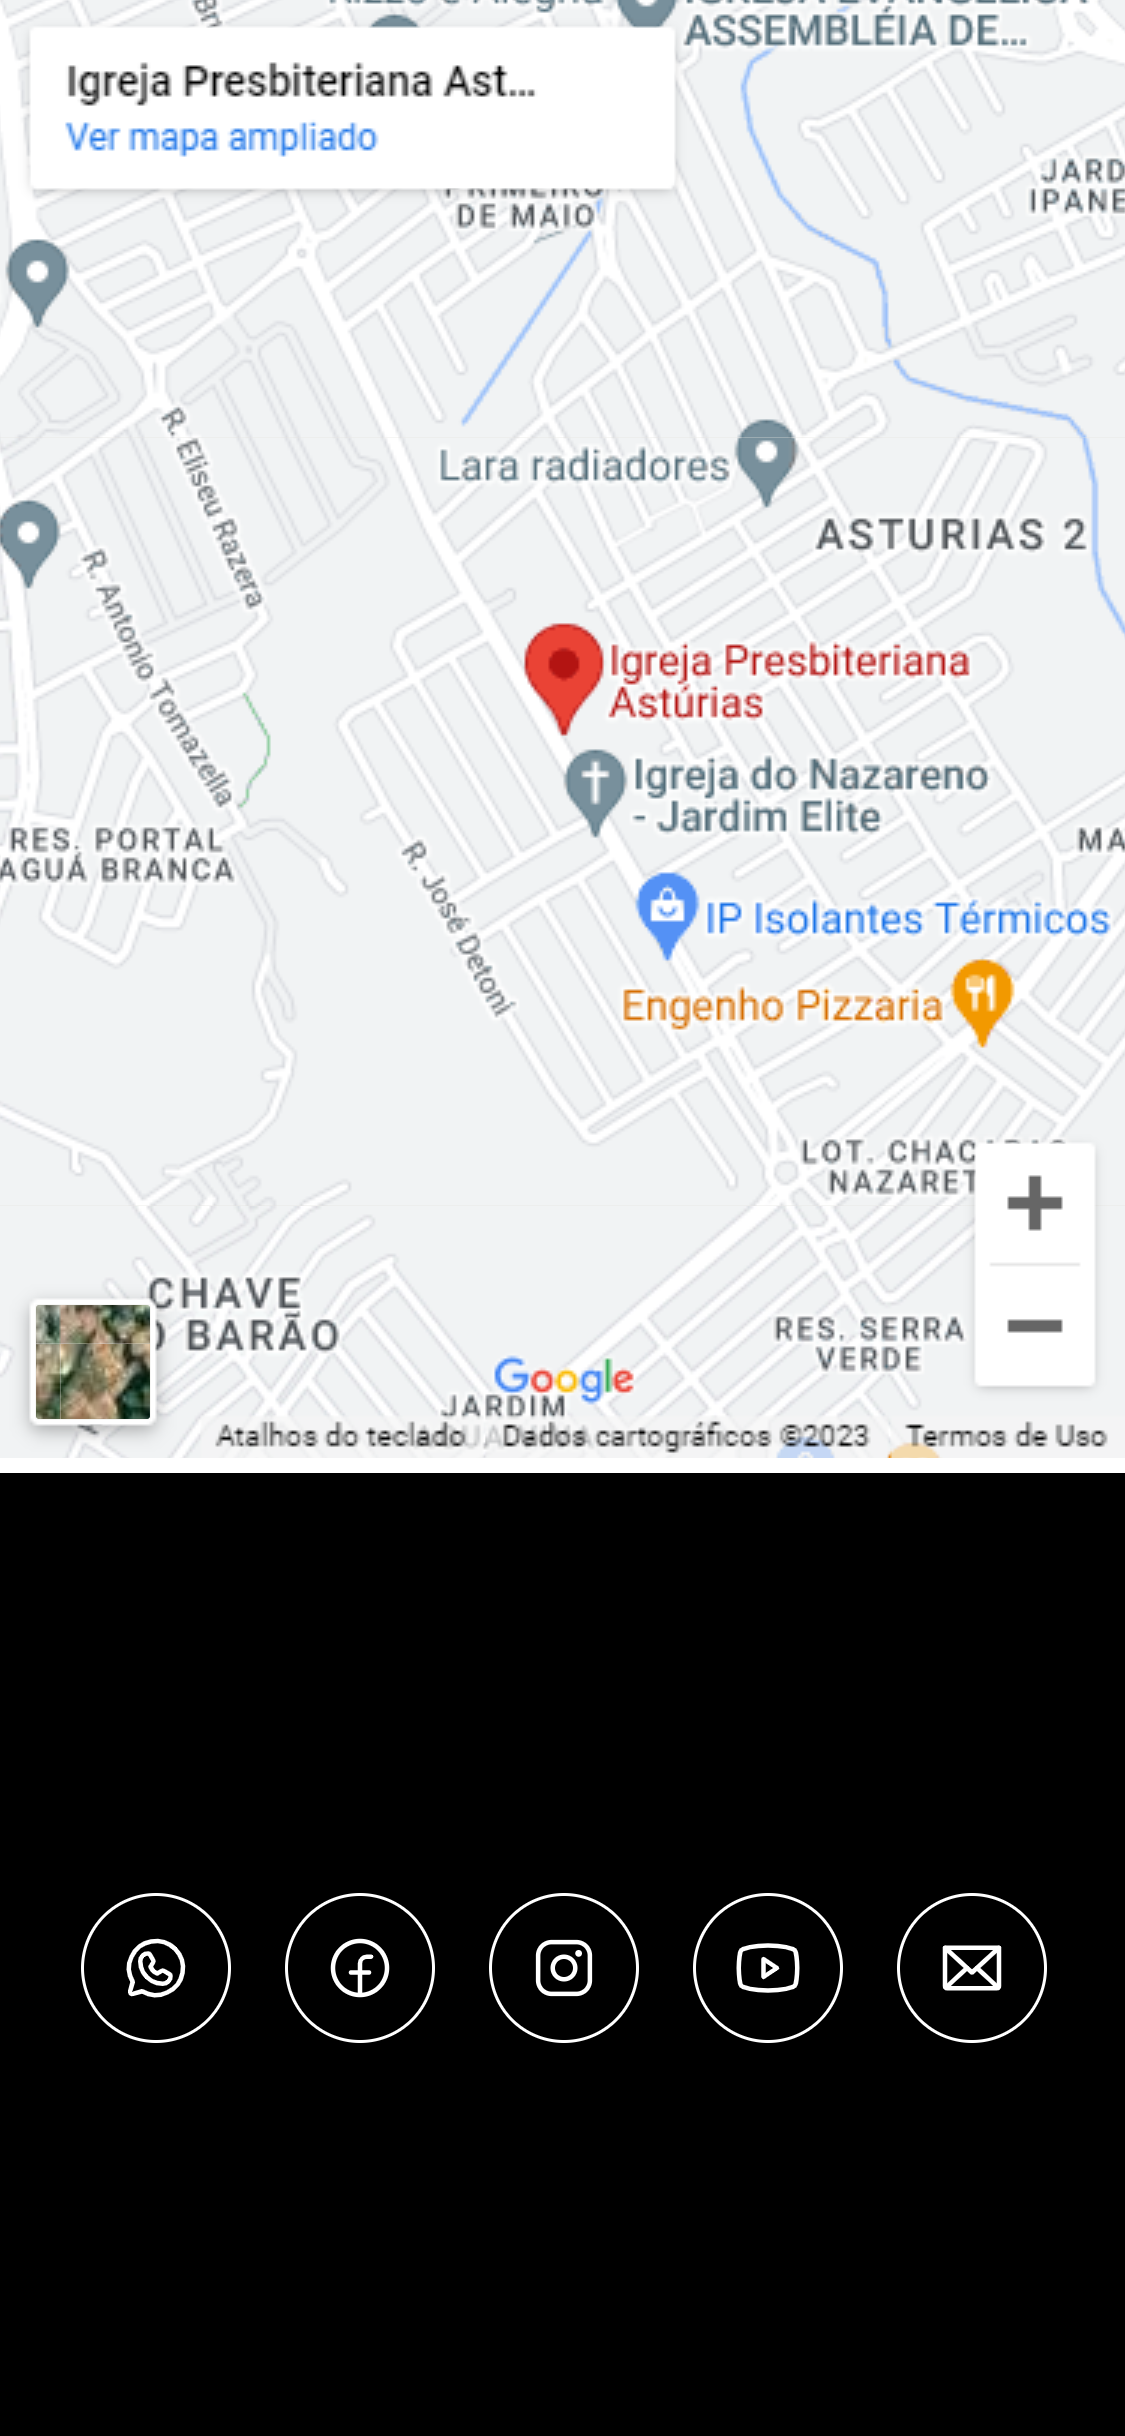 ASSEMBLÉIA DE...
Igreja Presbiteriana Ast...
Ver mapa ampliado
PRIMEIRO
DE MAIO
JARD
IPANE
R. Eliseu Razera
Lara radiadores
ASTURIAS 2
R. Antonio Tomazella
Igreja Presbiteriana
Astúrias
Igreja do Nazareno
- Jardim Elite
RES. PORTAL
AGUÁ BRANCA
MA
R. José Detoni
IP Isolantes Térmicos
Engenho Pizzaria
LOT. CHAC
NAZARET
CHAVE
O BARÃO
RES. SERRA
VERDE
Google
JARDIM
Atalhos do teclado Dados cartográficos ©2023 Termos de Uso